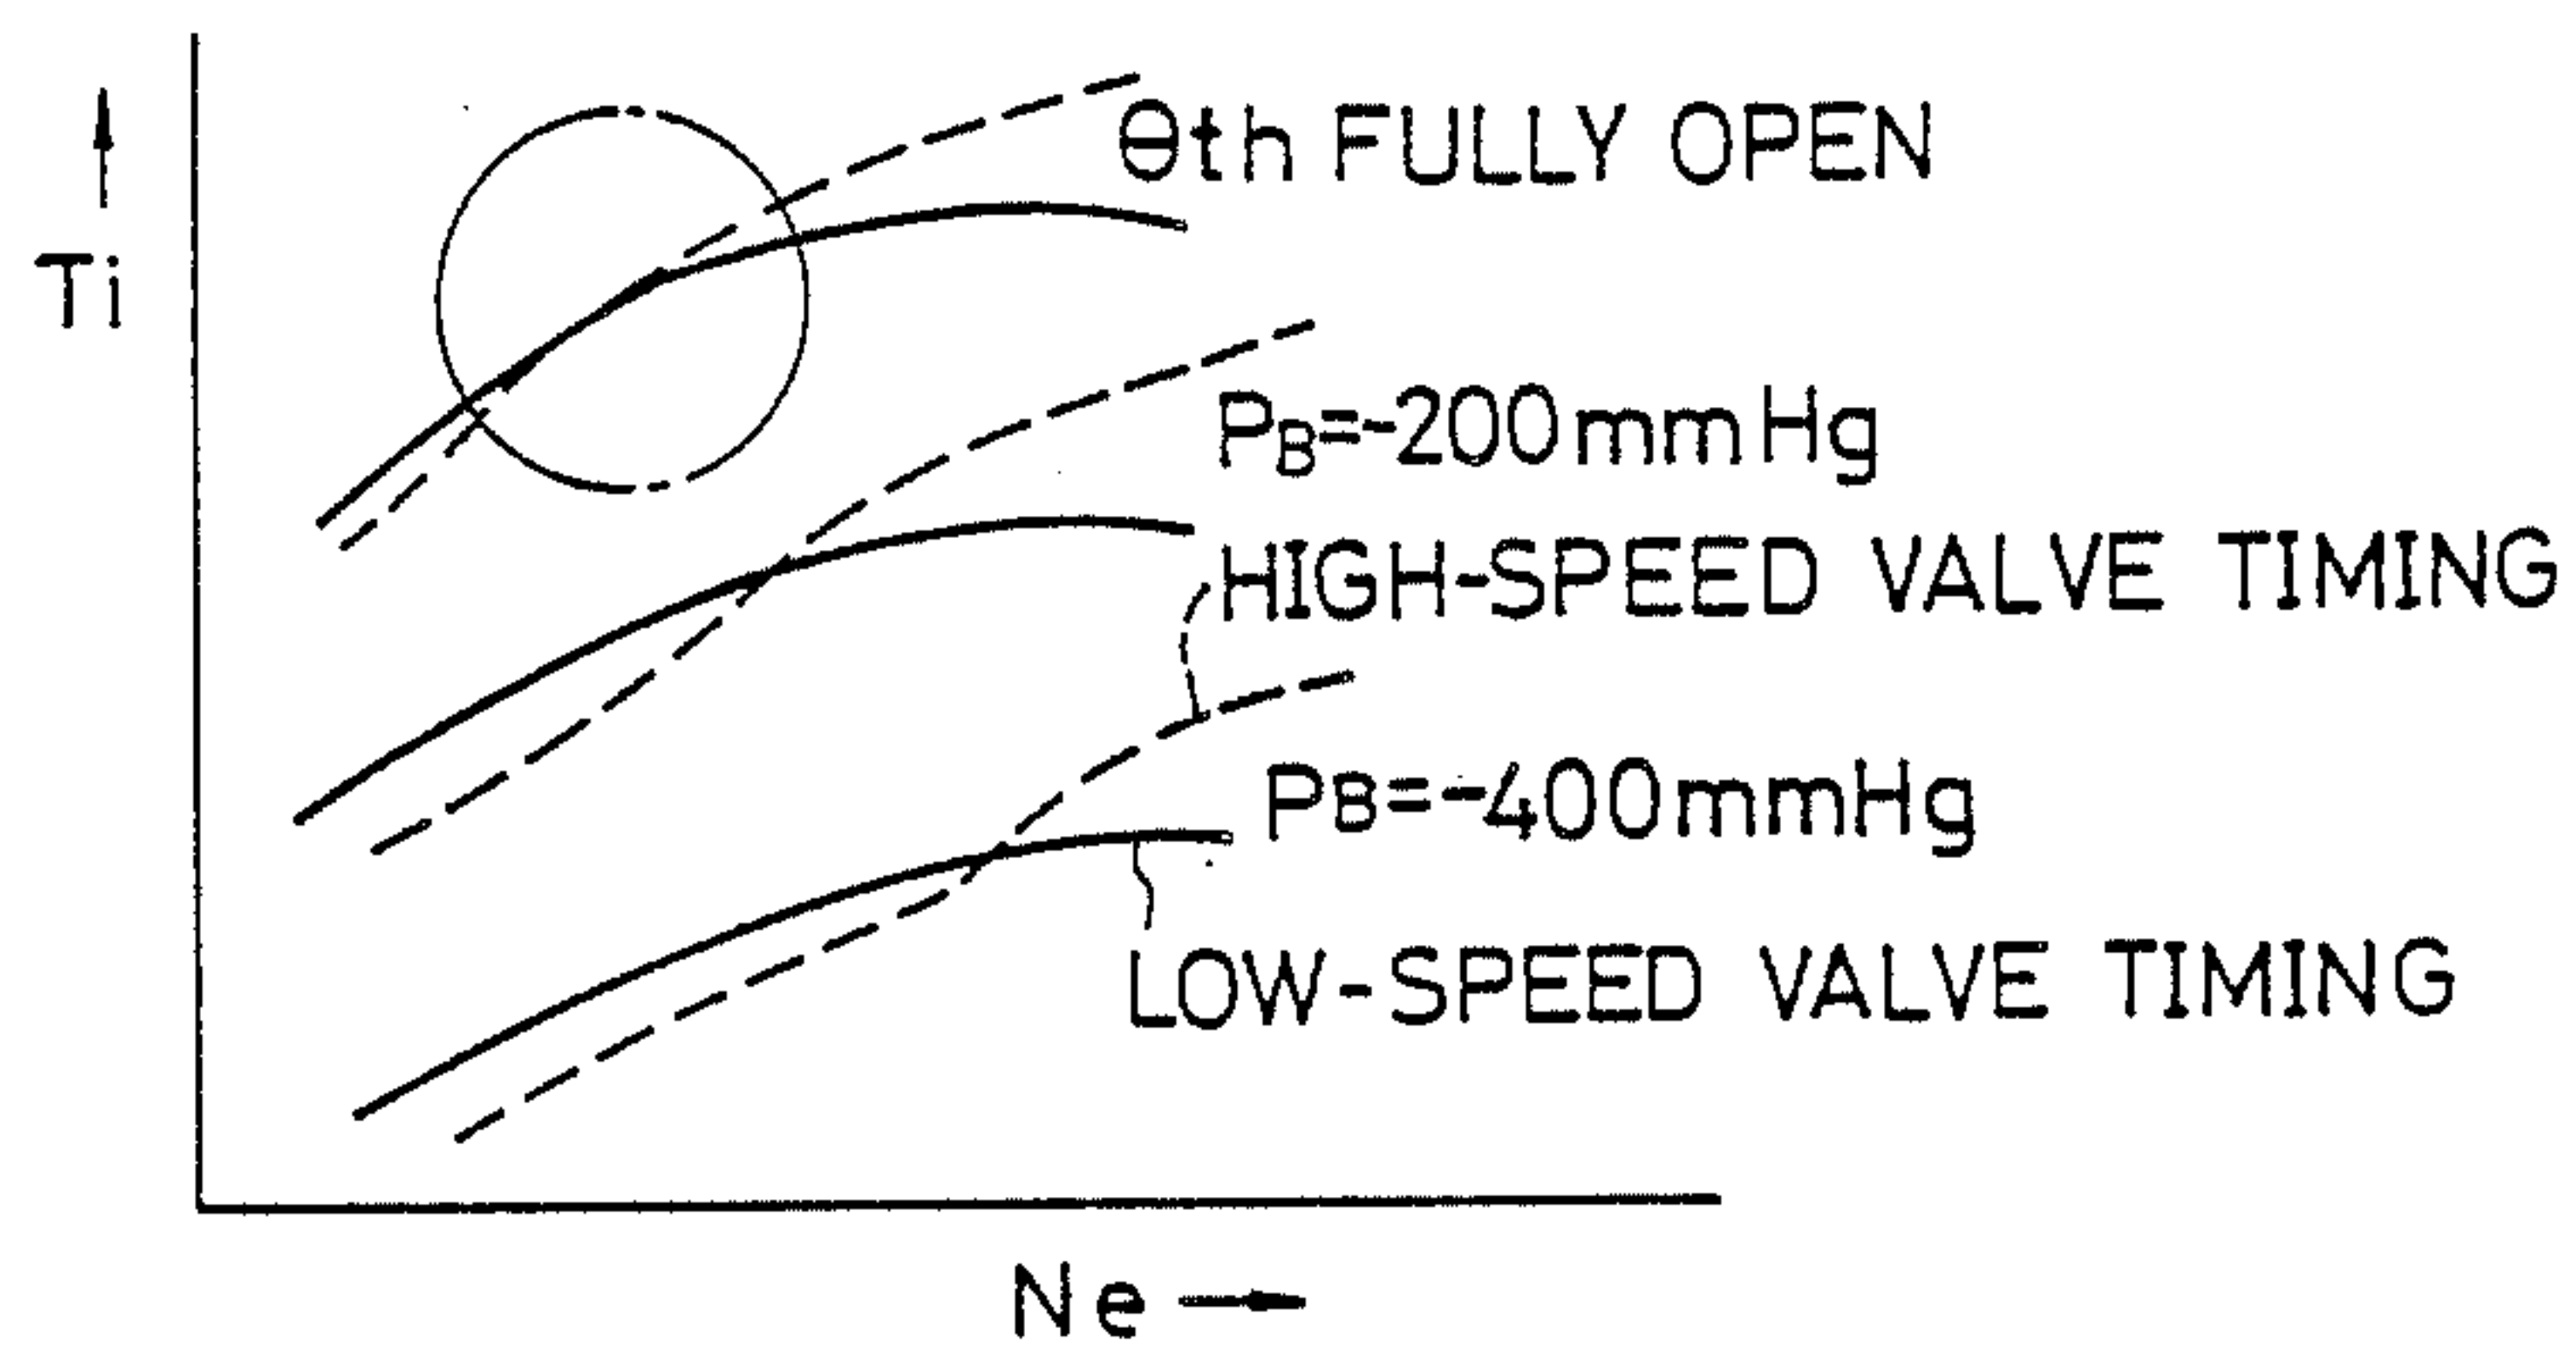 θth FULLY OPEN
Ti
PB=-200mmHg
HIGH-SPEED VALVE TIMING
PB=-400mmHg
LOW-SPEED VALVE TIMING
Ne